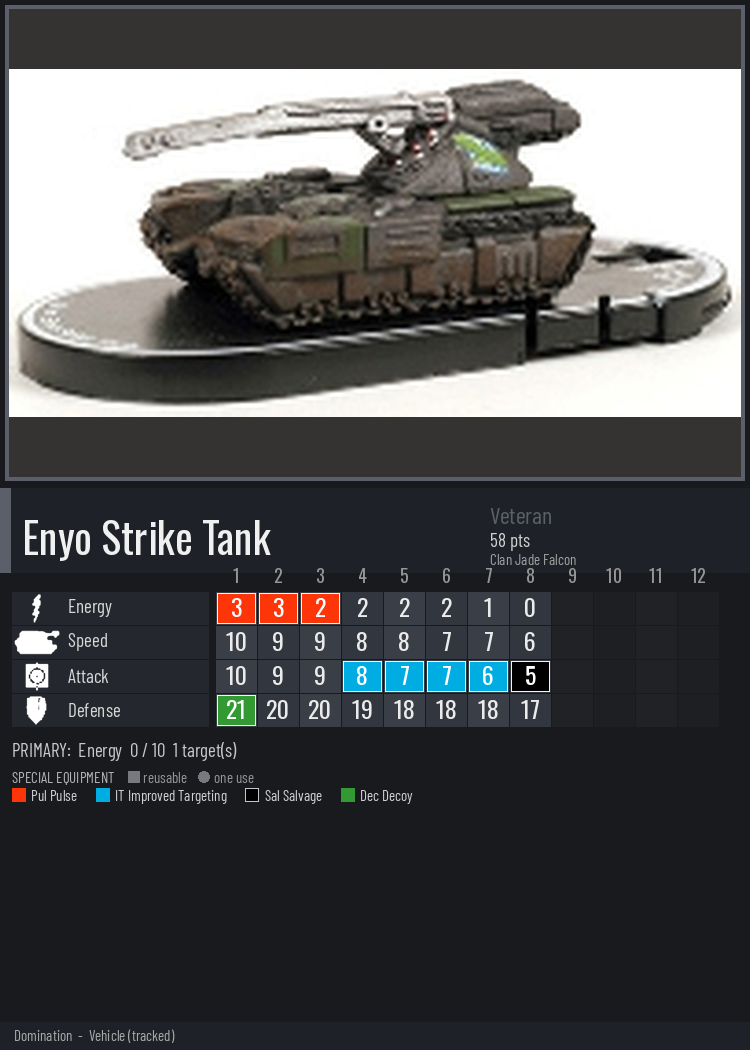 Enyo Strike Tank
Veteran
58 pts
Clan Jade Falcon
1 2 3 4 5 6 7 8 9 10 11 12
Energy 3 3 2 2 2 2 1 0
Speed 10 9 9 8 8 7 7 6
Attack 10 9 9 8 7 7 6 5
Defense 21 20 20 19 18 18 18 17
PRIMARY: Energy 0 / 10 1 target(s)
SPECIAL EQUIPMENT reusable one use
Pul Pulse IT Improved Targeting Sal Salvage Dec Decoy
Domination - Vehicle (tracked)